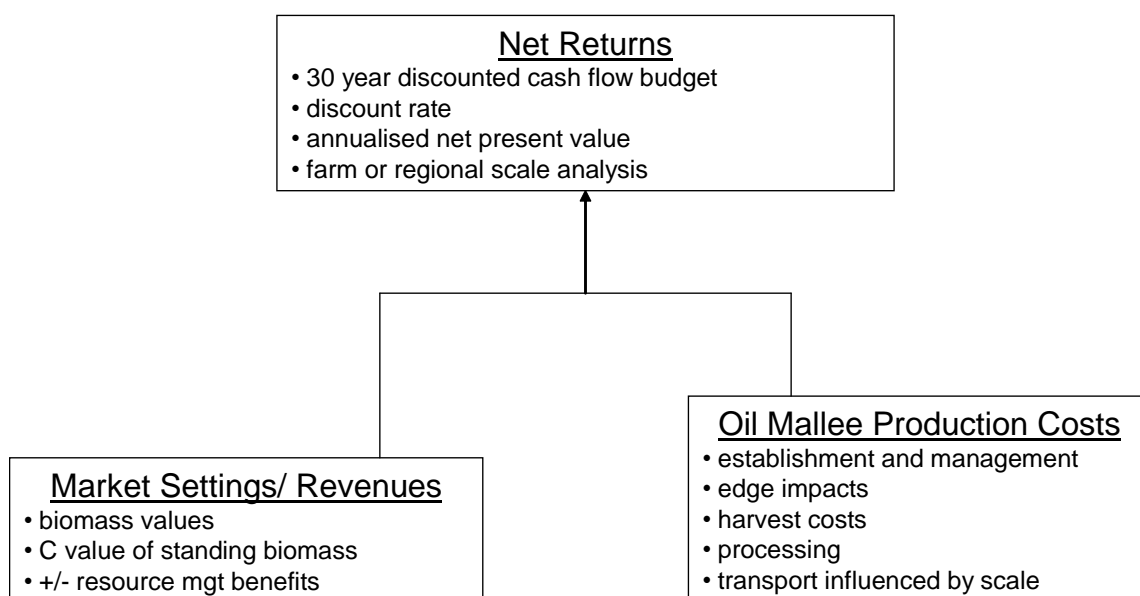 Net Returns
• 30 year discounted cash flow budget
• discount rate
• annualised net present value
• farm or regional scale analysis
Oil Mallee Production Costs
• establishment and management
• edge impacts
• harvest costs
• processing
• transport influenced by scale
Market Settings/ Revenues
• biomass values
• C value of standing biomass
• +/- resource mgt benefits